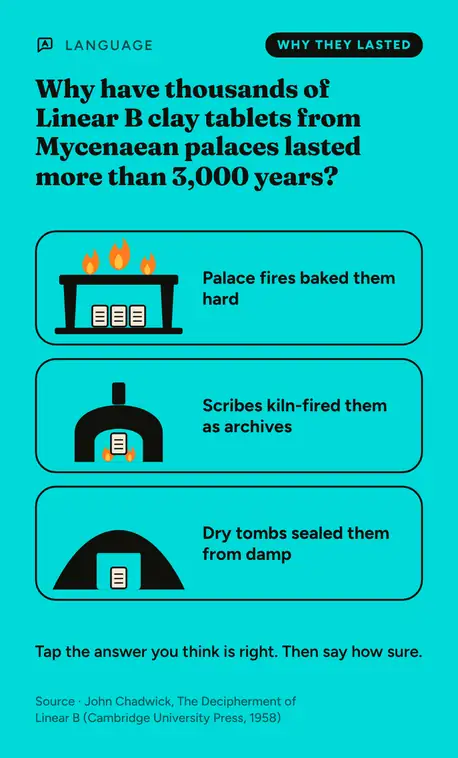 LANGUAGE
WHY THEY LASTED
Why have thousands of
Linear B clay tablets from
Mycenaean palaces lasted
more than 3,000 years?
Palace fires baked them
hard
Scribes kiln-fired them
as archives
Dry tombs sealed them
from damp
Tap the answer you think is right. Then say how sure.
Source · John Chadwick, The Decipherment of
Linear B (Cambridge University Press, 1958)